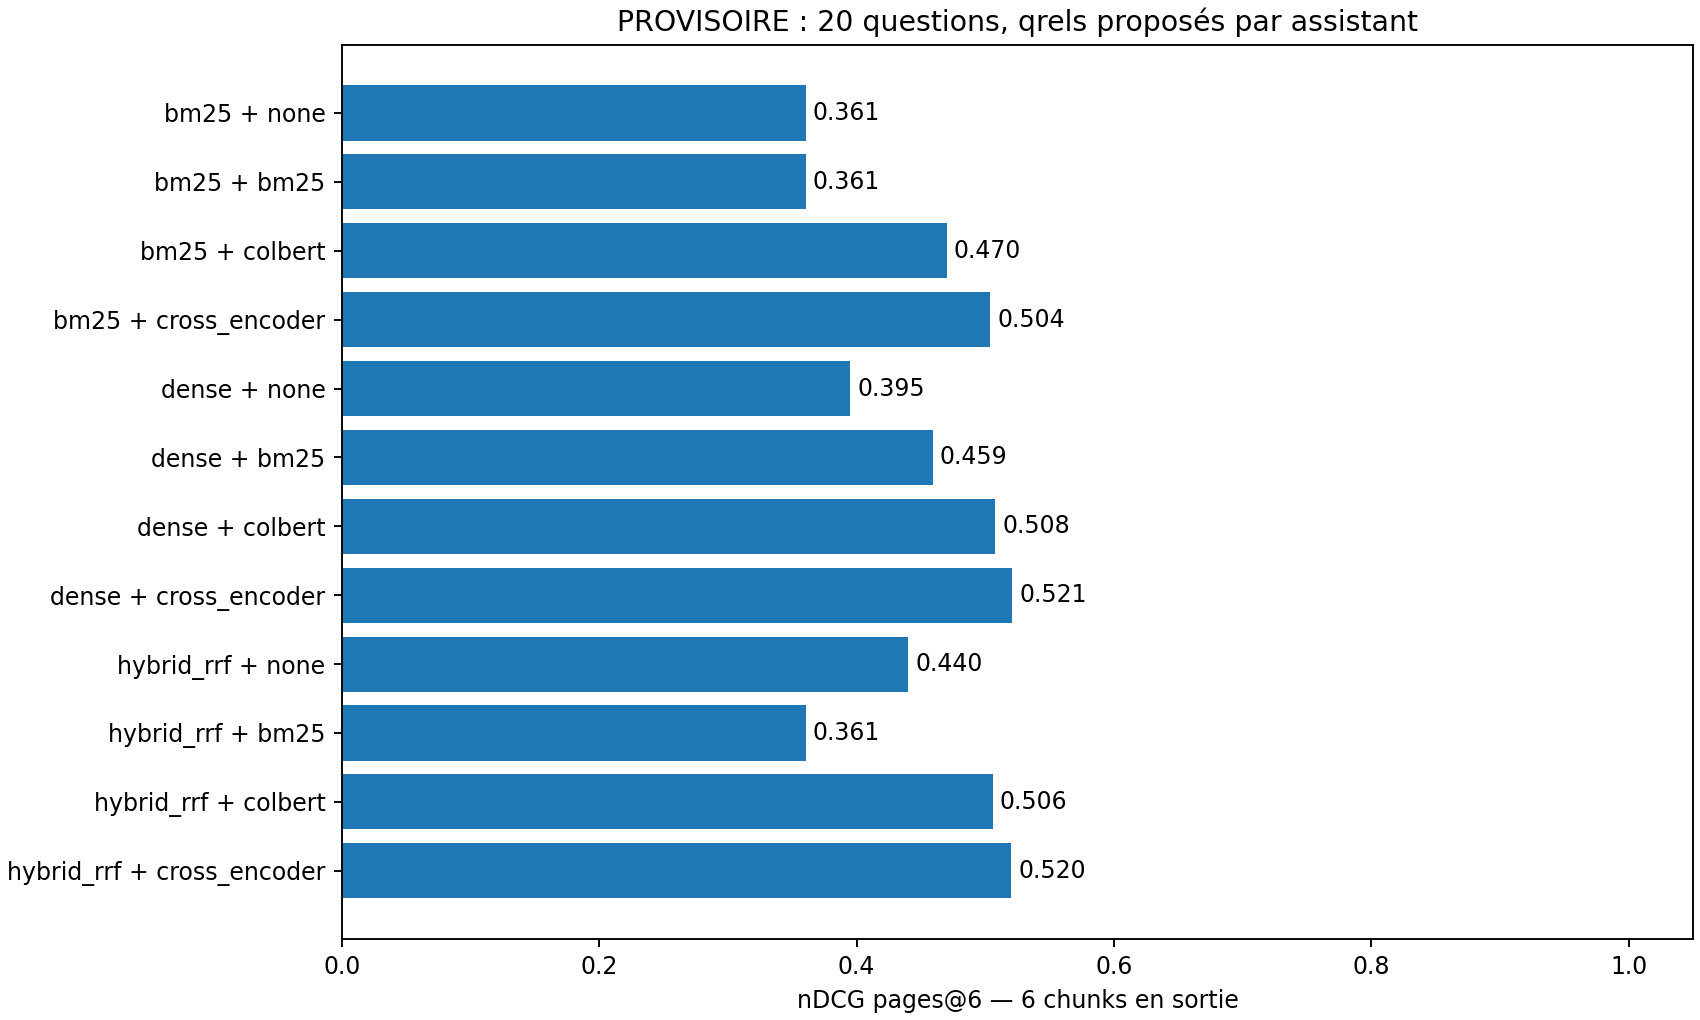 PROVISOIRE : 20 questions, qrels proposés par assistant
bm25 + none 0.361
bm25 + bm25 0.361
bm25 + colbert 0.470
bm25 + cross_encoder 0.504
dense + none 0.395
dense + bm25 0.459
dense + colbert 0.508
dense + cross_encoder 0.521
hybrid_rrf + none 0.440
hybrid_rrf + bm25 0.361
hybrid_rrf + colbert 0.506
hybrid_rrf + cross_encoder 0.520
0.0 0.2 0.4 0.6 0.8 1.0
nDCG pages@6 — 6 chunks en sortie